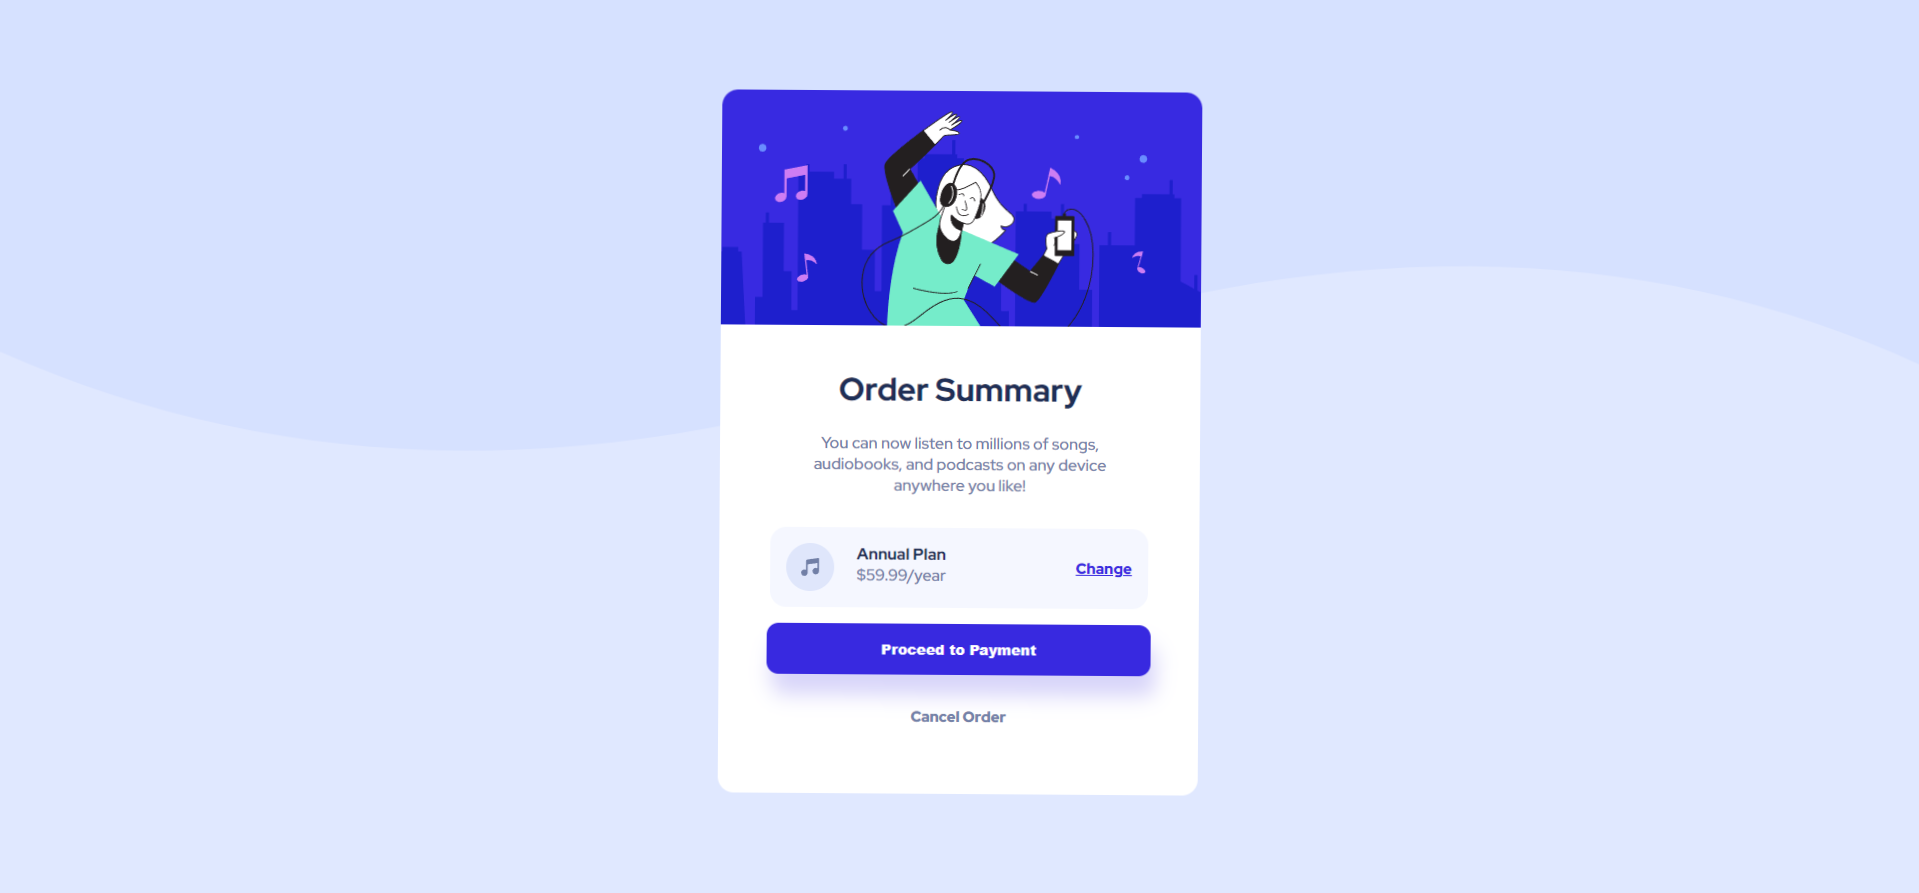 Order Summary
You can now listen to millions of songs,
audiobooks, and podcasts on any device
anywhere you like!
Annual Plan
$59.99/year
Change
Proceed to Payment
Cancel Order